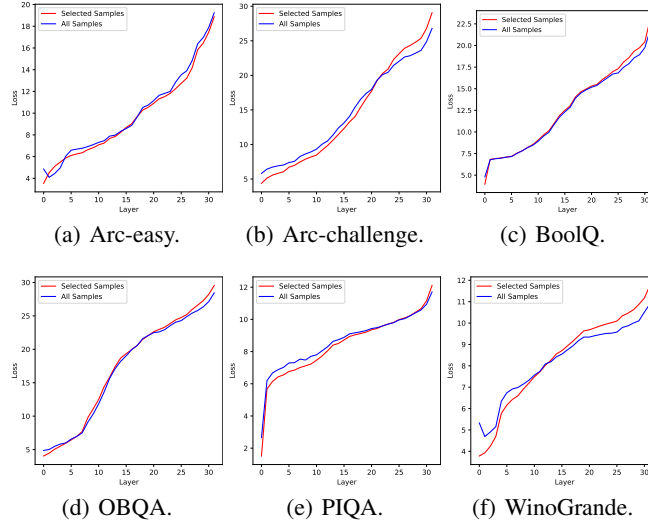 20
18
16
14
12
10
8
6
4
Loss
Selected Samples
All Samples
0 5 10 15 20 25 30
Layer
(a) Arc-easy.
30
25
20
15
10
5
Loss
Selected Samples
All Samples
0 5 10 15 20 25 30
Layer
(b) Arc-challenge.
22.5
20.0
17.5
15.0
12.5
10.0
7.5
5.0
Loss
Selected Samples
All Samples
0 5 10 15 20 25 30
Layer
(c) BoolQ.
30
25
20
15
10
5
Loss
Selected Samples
All Samples
0 5 10 15 20 25 30
Layer
(d) OBQA.
12
10
8
6
4
2
Loss
Selected Samples
All Samples
0 5 10 15 20 25 30
Layer
(e) PIQA.
12
11
10
9
8
7
6
5
4
Loss
Selected Samples
All Samples
0 5 10 15 20 25 30
Layer
(f) WinoGrande.